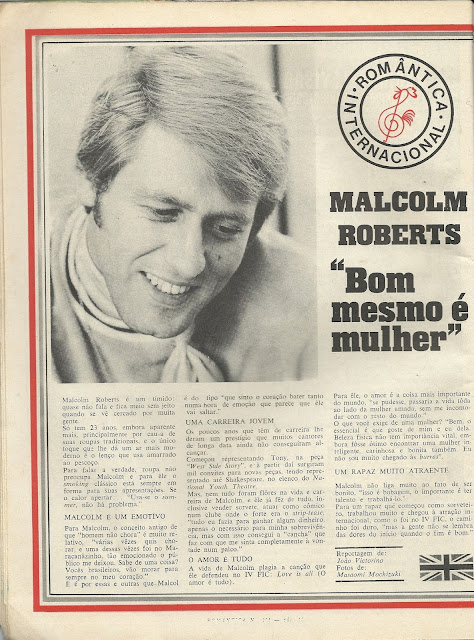 ROMÂNTICA
INTERNACIONAL
MALCOLM
ROBERTS
"Bom
mesmo é
mulher"
Malcolm Roberts é um tímido:
quase não fala e fica meio sem jeito
quando se vê cercado por muita
gente.
Só tem 23 anos, embora aparente
mais, principalmente por causa de
suas roupas tradicionais, e o único
toque que lhe dá um ar mais mo-
derno é o lenço que usa amarrado
ao pescoço.
Para falar a verdade, roupa não
preocupa Malcolm e para êle o
smoking clássico está sempre em
forma para suas apresentações. Se
o calor apertar
mer, não há problema.
MALCOLM É UM EMOTIVO
Para Malcolm, o conceito antigo de
que "homem não chora" é muito re-
lativo, "várias vêzes quis cho-
rar, e uma dessas vêzes foi no Ma-
racanãzinho, tão emocionado o pú-
blico me deixou. Sabe de uma coisa?
Vocês brasileiros, vão morar para
sempre no meu coração."
E é por essas e outras que Malcol
é do tipo "que sinto o coração bater tanto
numa hora de emoção que parece que êle
vai saltar."
UMA CARREIRA JOVEM
Os poucos anos que têm de carreira lhe
deram um prestígio que muitos cantores
de longa data ainda não conseguiram al-
cançar.
Começou representando Tony, na peça
"West Side Story", e a partir daí surgiram
mil convites para novas peças, tendo repre-
sentado até Shakespeare, no elenco do Na-
tional Youth Theatre.
Mas, nem tudo foram flôres na vida e car-
reira de Malcolm, e êle já fêz de tudo, in-
clusive vender sorvete, atuar como cômico
num clube onde o forte era o strip-tease:
"tudo eu fazia para ganhar algum dinheiro,
apenas o necessário para minha sobrevivên-
cia, mas com isso consegui a "cancha" que
faz com que me sinta completamente à von-
tade num palco."
O AMOR É TUDO
A vida de Malcolm plagia a canção que
êle defendeu no IV FIC: Love is all (O
amor é tudo).
Para êle, o amor é a coisa mais importante
do mundo, "se pudesse, passaria a vida tôda
ao lado da mulher amada, sem me incomo-
dar com o resto do mundo."
O que você exige de uma mulher? "Bem, o
essencial é que goste de mim e eu dela.
Beleza física não tem importância vital, em-
bora fôsse ótimo encontrar uma mulher in-
teligente, carinhosa e bonita também. Eu
não sou muito chegado às livres".
UM RAPAZ MUITO ATRAENTE
Malcolm não liga muito ao fato de ser
bonito, "isso é bobagem, o importante é ter
talento e trabalhá-lo."
Para um rapaz que começou como sorvetei-
ro, trabalhou muito e chegou à atração in-
ternacional, como o foi no IV FIC, o cami-
nho foi duro, "mas a gente não se lembra
das dores do início quando o fim é bom".
Reportagem de:
João Victorino
Fotos de:
Masaomi Mochizuki